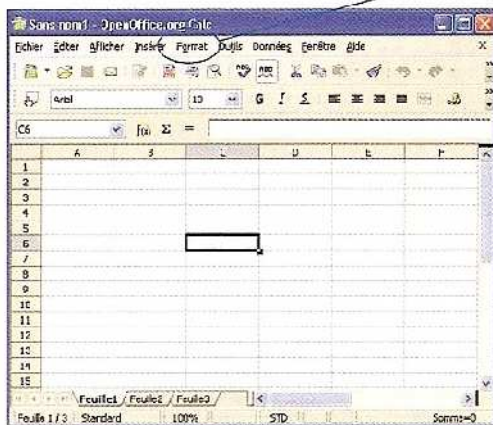 Sans nom1 - OpenOffice.org Calc
Fichier Éditer Afficher Insérer Format Outils Données Fenêtre Aide X
Arial 10 G I S
C6 f(x) Σ =
A B C D E F
1
2
3
4
5
6
7
8
9
10
11
12
13
14
15
Feuille1 Feuille2 Feuille3
Feuille 1 / 3 Standard 100% STD Somme=0